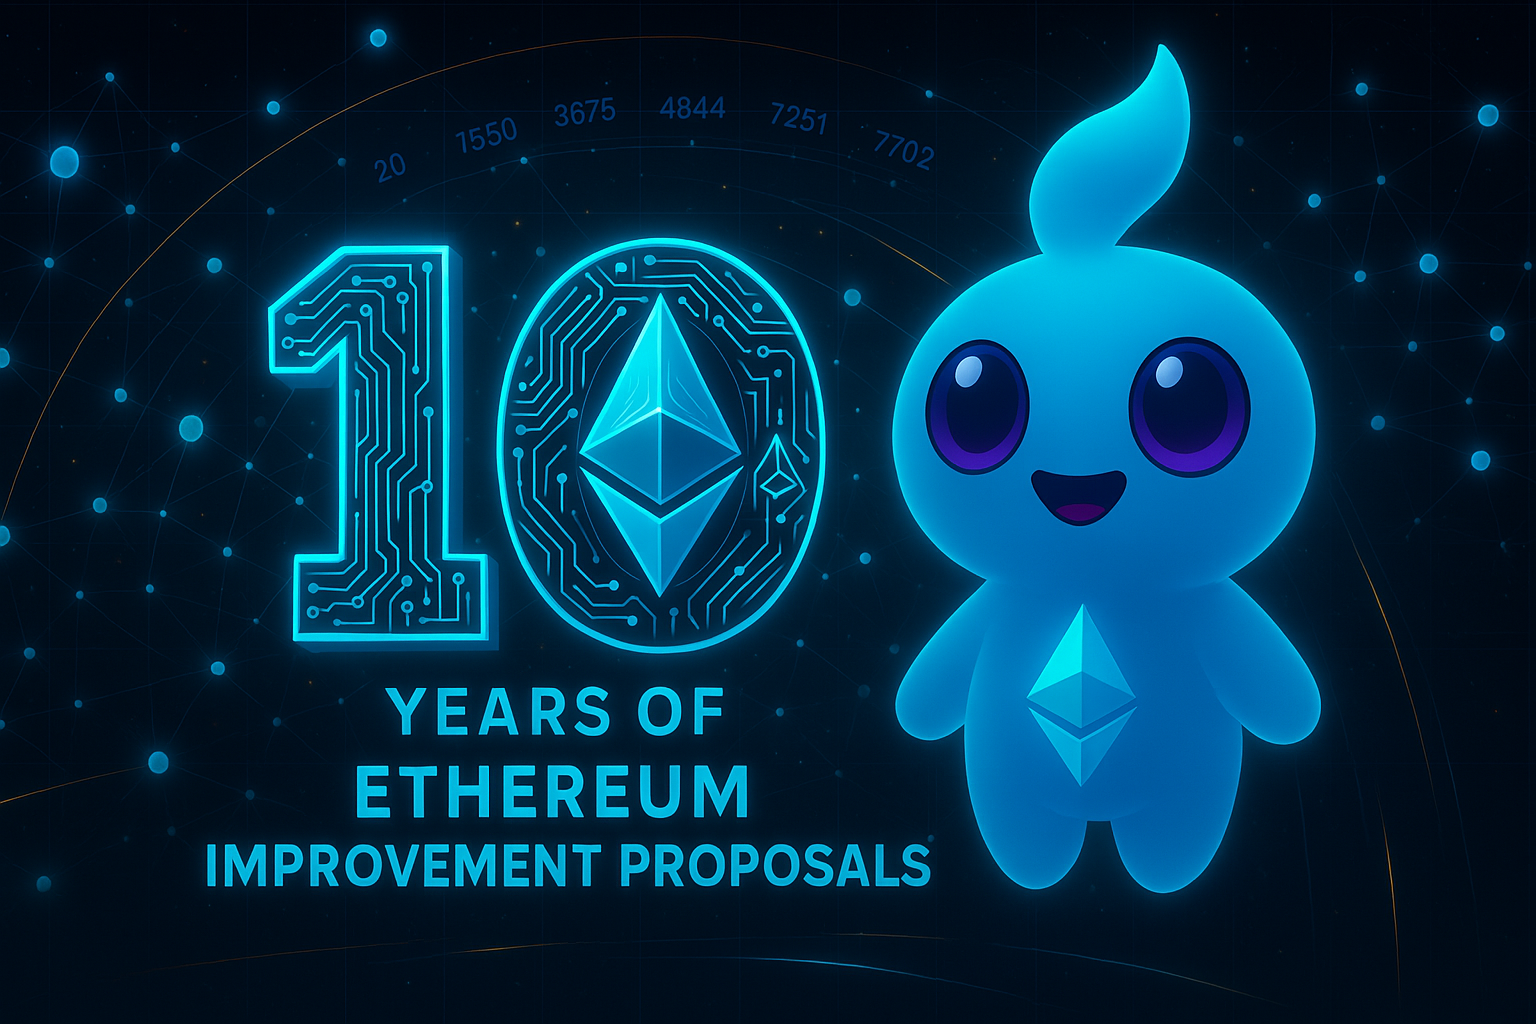 20 1550 3675 4844 7251 7702
10
YEARS OF
ETHEREUM
IMPROVEMENT PROPOSALS